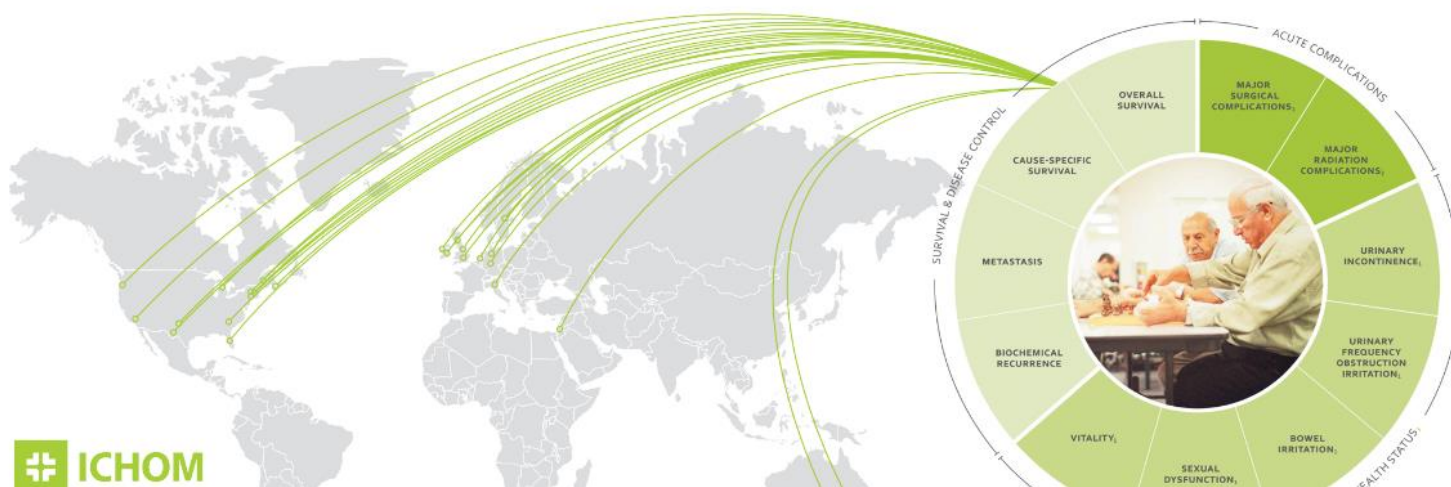 ACUTE COMPLICATIONS
SURVIVAL & DISEASE CONTROL
OVERALL
SURVIVAL
MAJOR
SURGICAL
COMPLICATIONS
MAJOR
RADIATION
COMPLICATIONS
CAUSE-SPECIFIC
SURVIVAL
METASTASIS
URINARY
INCONTINENCE
BIOCHEMICAL
RECURRENCE
URINARY
FREQUENCY
OBSTRUCTION
IRRITATION
VITALITY
SEXUAL
DYSFUNCTION
BOWEL
IRRITATION
STATUS
ICHOM